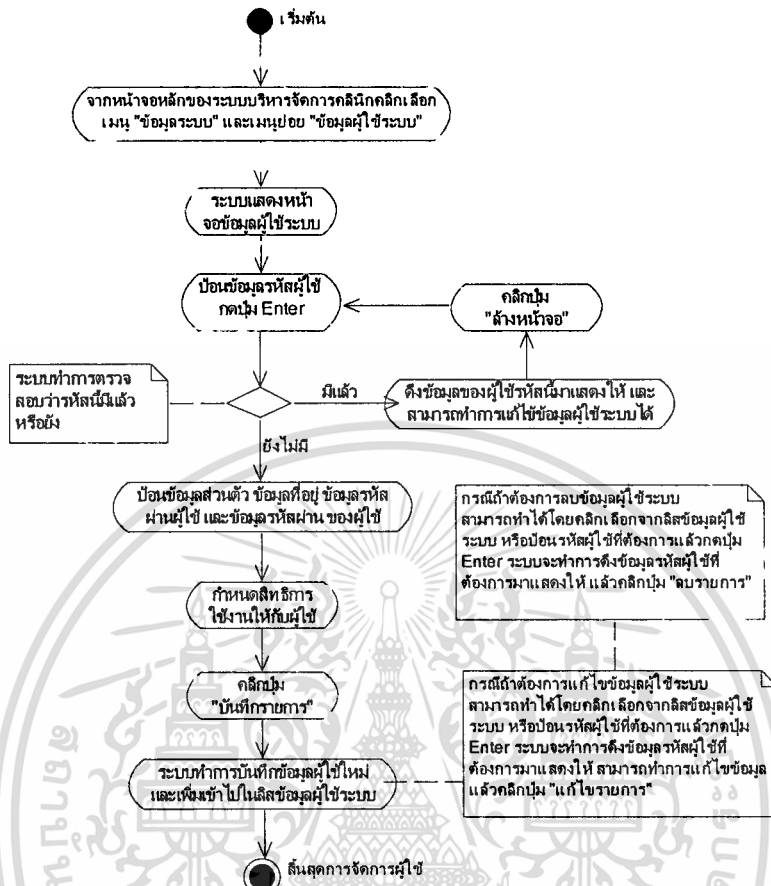 เริ่มต้น
จากหน้าจอหลักของระบบบริหารจัดการคลินิกคลิกเลือก
เมนู "ข้อมูลระบบ" และเมนูย่อย "ข้อมูลผู้ใช้ระบบ"
ระบบแสดงหน้า
จอข้อมูลผู้ใช้ระบบ
ป้อนข้อมูลรหัสผู้ใช้
กดปุ่ม Enter
คลิกปุ่ม
"ล้างหน้าจอ"
ระบบทำการตรวจ
สอบว่ารหัสนี้มีแล้ว
หรือยัง
มีแล้ว
ดึงข้อมูลของผู้ใช้รหัสนี้มาแสดงให้ และ
สามารถทำการแก้ไขข้อมูลผู้ใช้ระบบได้
ยังไม่มี
ป้อนข้อมูลส่วนตัว ข้อมูลที่อยู่ ข้อมูลรหัส
ผ่านผู้ใช้ และข้อมูลรหัสผ่าน ของผู้ใช้
กรณีถ้าต้องการลบข้อมูลผู้ใช้ระบบ
สามารถทำได้โดยคลิกเลือกจากลิสข้อมูลผู้ใช้
ระบบ หรือป้อนรหัสผู้ใช้ที่ต้องการแล้วกดปุ่ม
Enter ระบบจะทำการดึงข้อมูลรหัสผู้ใช้ที่
ต้องการมาแสดงให้ แล้วคลิกปุ่ม "ลบรายการ"
กำหนดสิทธิการ
ใช้งานให้กับผู้ใช้
คลิกปุ่ม
"บันทึกรายการ"
กรณีถ้าต้องการแก้ไขข้อมูลผู้ใช้ระบบ
สามารถทำได้โดยคลิกเลือกจากลิสข้อมูลผู้ใช้
ระบบ หรือป้อนรหัสผู้ใช้ที่ต้องการแล้วกดปุ่ม
Enter ระบบจะทำการดึงข้อมูลรหัสผู้ใช้ที่
ต้องการมาแสดงให้ สามารถทำการแก้ไขข้อมูล
แล้วคลิกปุ่ม "แก้ไขรายการ"
ระบบทำการบันทึกข้อมูลผู้ใช้ใหม่
และเพิ่มเข้าไปในลิสข้อมูลผู้ใช้ระบบ
สิ้นสุดการจัดการผู้ใช้